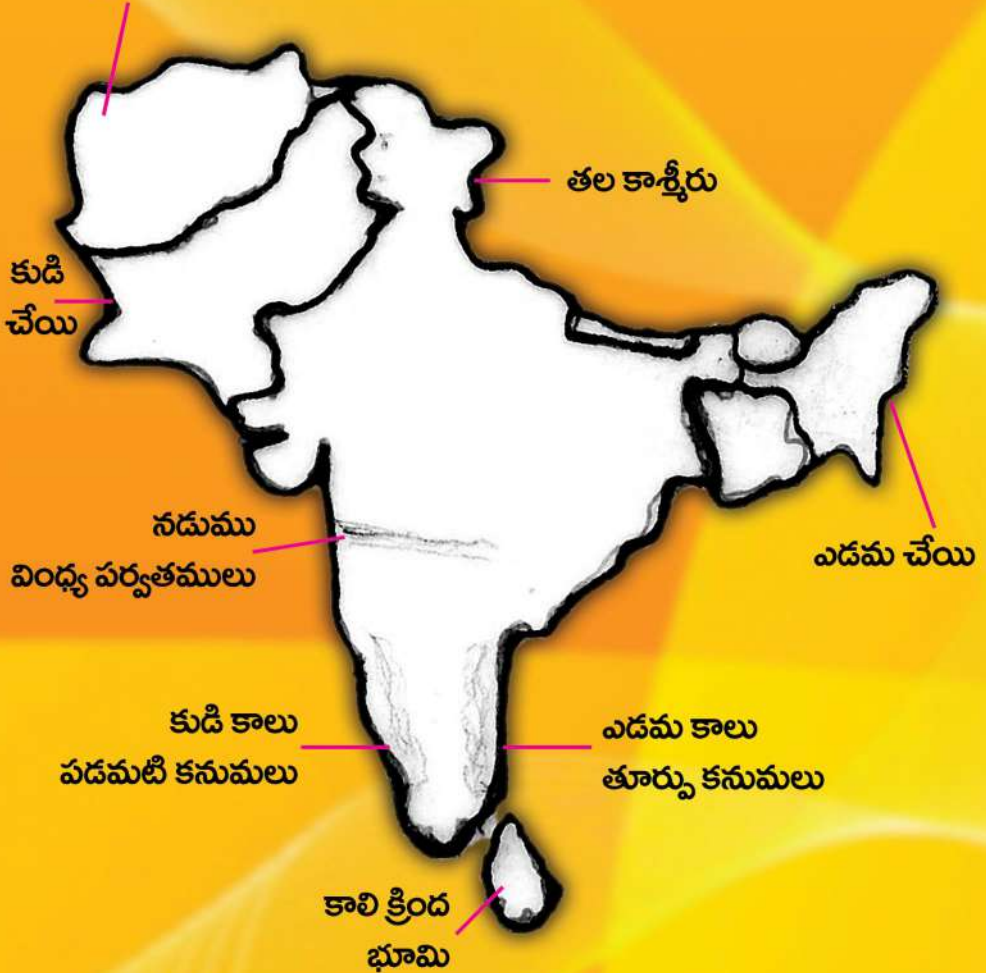 తల కాశ్మీరు
కుడి
చేయి
నడుము
వింధ్య పర్వతములు
ఎడమ చేయి
కుడి కాలు
పడమటి కనుమలు
ఎడమ కాలు
తూర్పు కనుమలు
కాలి క్రింద
భూమి